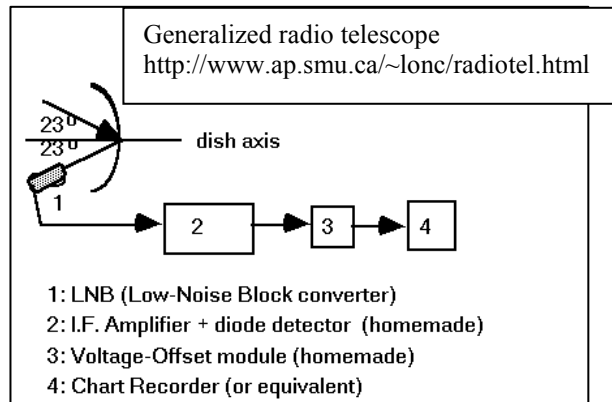 Generalized radio telescope
http://www.ap.smu.ca/~lonc/radiotel.html
23º
23º
dish axis
1
2
3
4
1: LNB (Low-Noise Block converter)
2: I.F. Amplifier + diode detector (homemade)
3: Voltage-Offset module (homemade)
4: Chart Recorder (or equivalent)